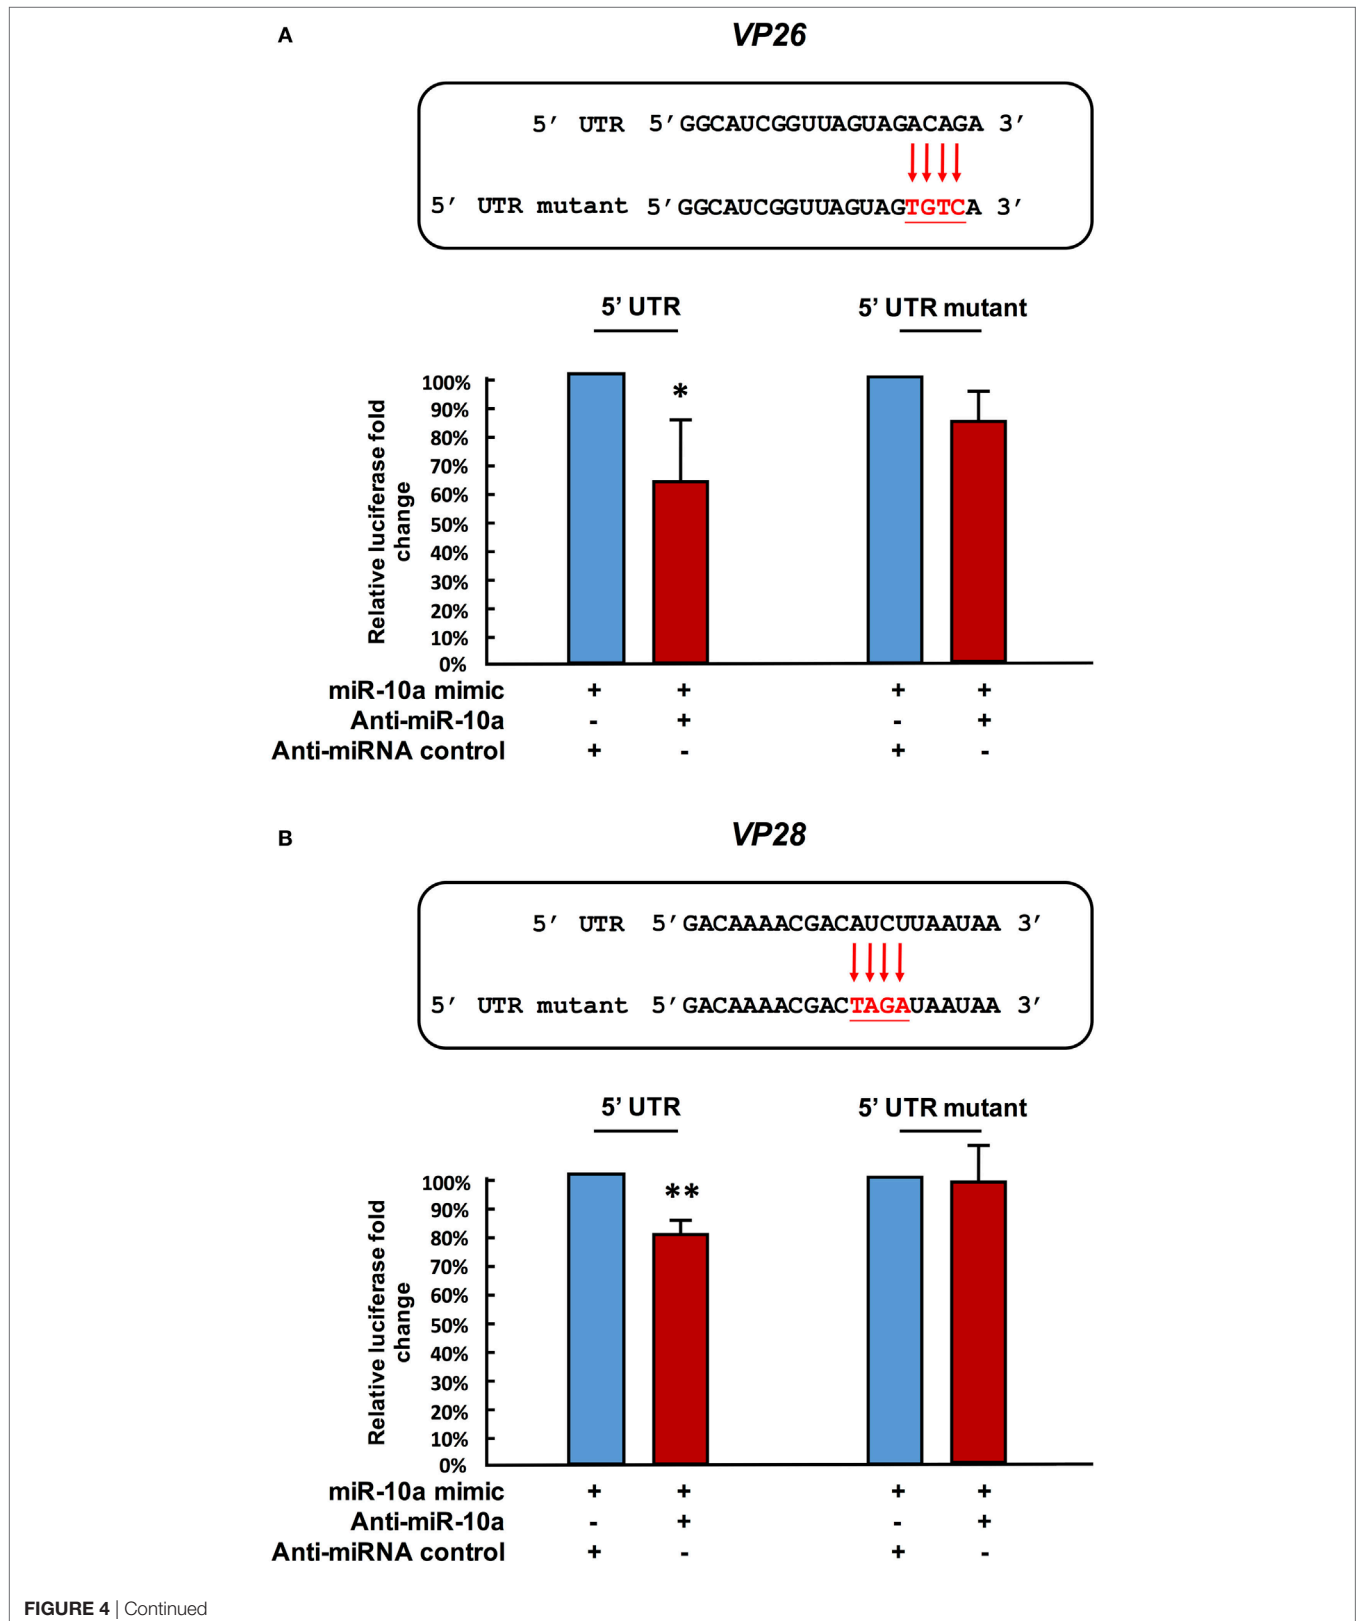 A
VP26
5′ UTR 5′GGCAUCGGUUAGUAGACAGA 3′
5′ UTR mutant 5′GGCAUCGGUUAGUAGTGTCA 3′
5’ UTR
5’ UTR mutant
Relative luciferase fold
change
100%
90%
80%
70%
60%
50%
40%
30%
20%
10%
0%
*
miR-10a mimic + + + +
Anti-miR-10a - + - +
Anti-miRNA control + - + -
B
VP28
5′ UTR 5′GACAAAACGACAUCUUAAUAA 3′
5′ UTR mutant 5′GACAAAACGACTAGAUAAUAA 3′
5’ UTR
5’ UTR mutant
Relative luciferase fold
change
100%
90%
80%
70%
60%
50%
40%
30%
20%
10%
0%
**
miR-10a mimic + + + +
Anti-miR-10a - + - +
Anti-miRNA control + - + -
FIGURE 4 | Continued